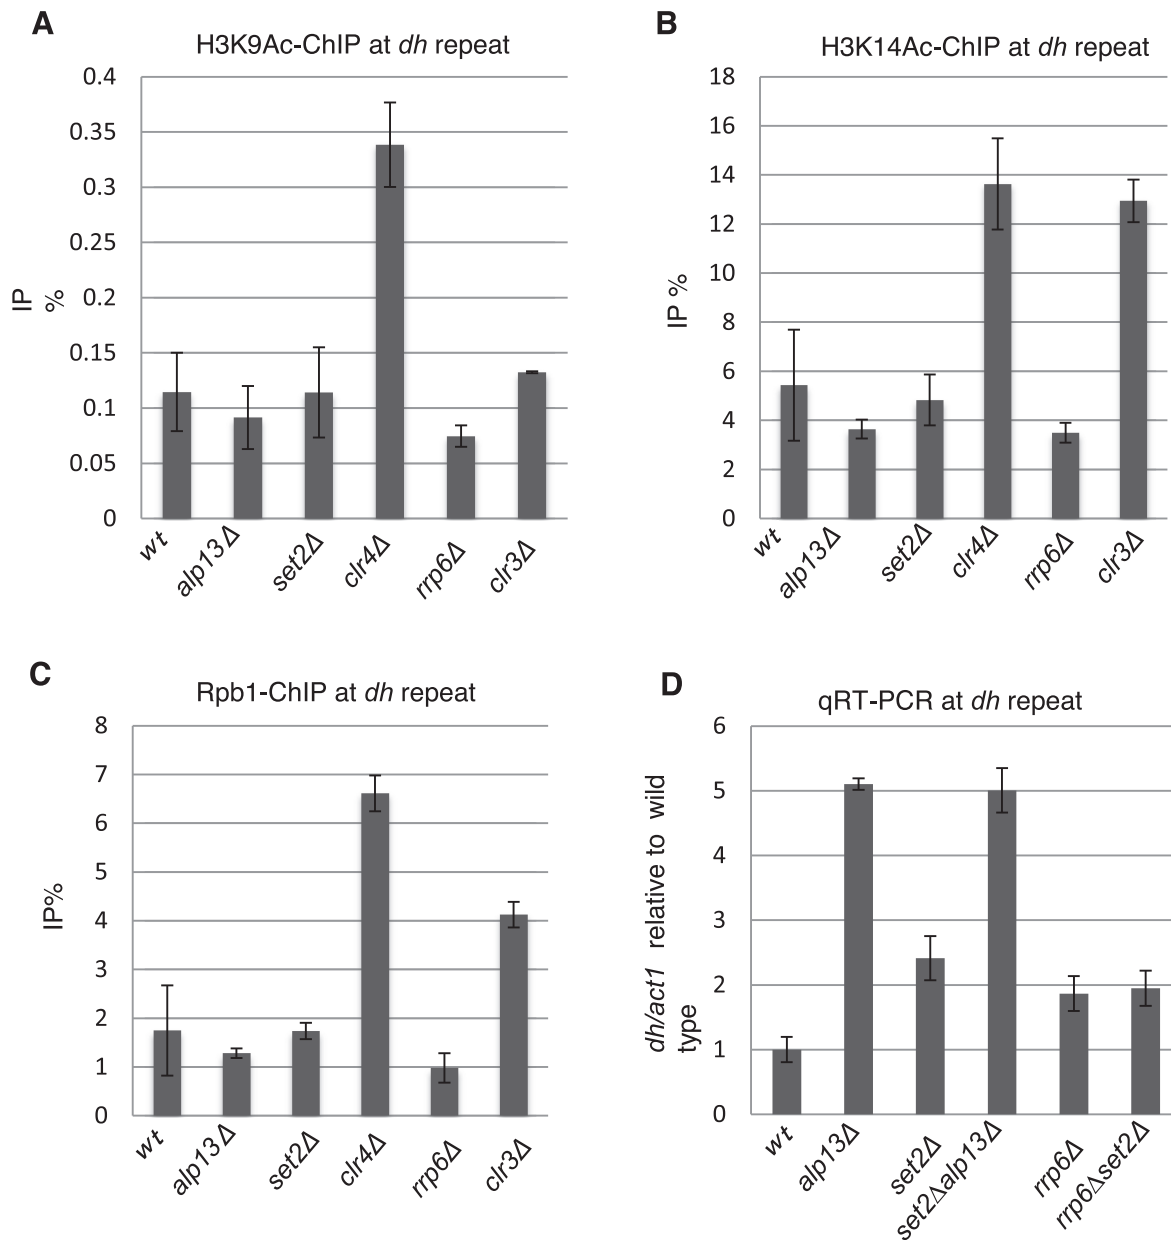 A
H3K9Ac-ChIP at dh repeat
0.4
0.35
0.3
0.25
0.2
0.15
0.1
0.05
0
IP
%
wt
alp13Δ
set2Δ
clr4Δ
rrp6Δ
clr3Δ
B
H3K14Ac-ChIP at dh repeat
18
16
14
12
10
8
6
4
2
0
IP %
wt
alp13Δ
set2Δ
clr4Δ
rrp6Δ
clr3Δ
C
Rpb1-ChIP at dh repeat
8
7
6
5
4
3
2
1
0
IP%
wt
alp13Δ
set2Δ
clr4Δ
rrp6Δ
clr3Δ
D
qRT-PCR at dh repeat
6
5
4
3
2
1
0
dh/act1 relative to wild
type
wt
alp13Δ
set2Δ
set2Δalp13Δ
rrp6Δ
rrp6Δset2Δ